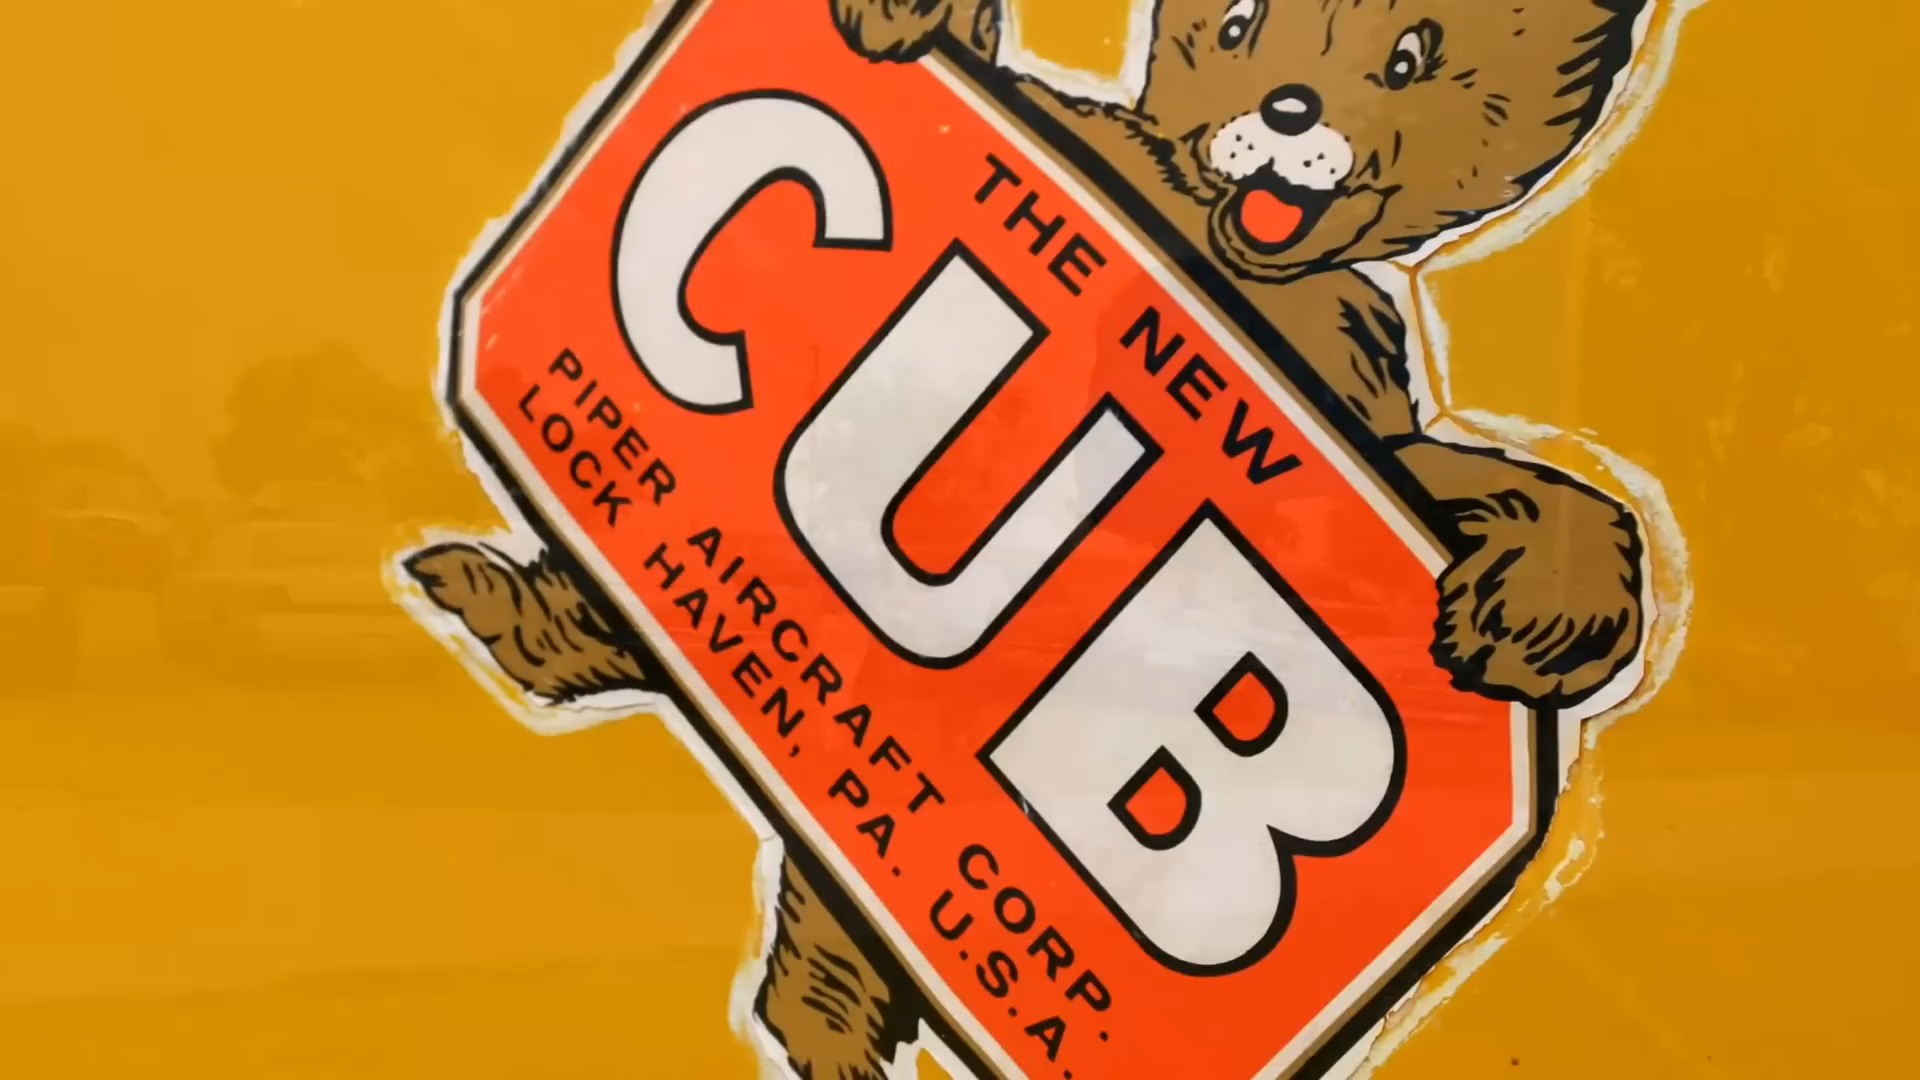 THE NEW
CUB
PIPER AIRCRAFT CORP.
LOCK HAVEN, PA. U.S.A.